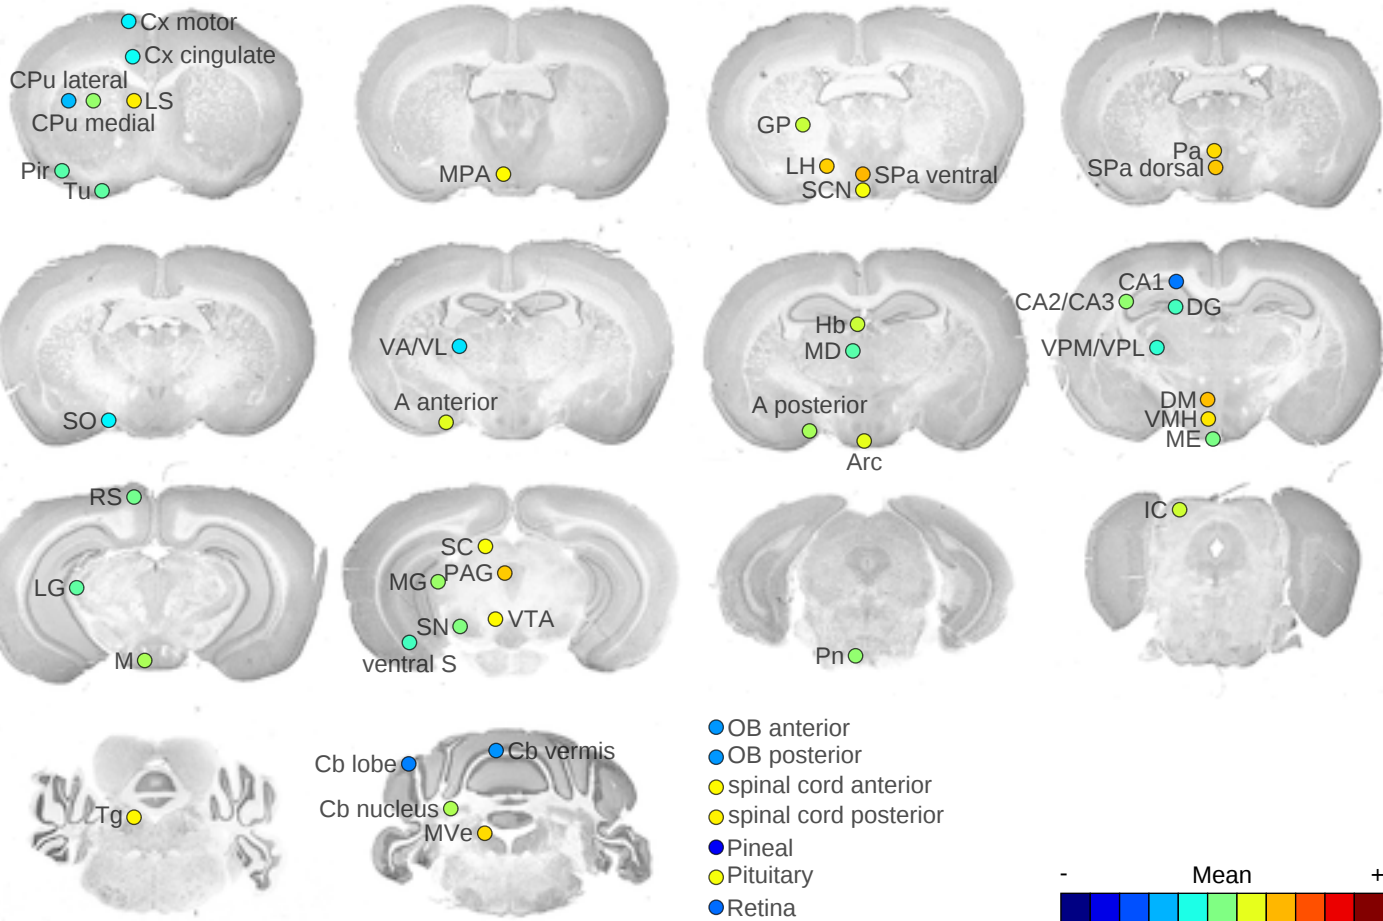 Cx motor
Cx cingulate
CPu lateral
LS
CPu medial
Pir
Tu
MPA
GP
LH
SPa ventral
SCN
Pa
SPa dorsal
SO
VA/VL
A anterior
Hb
MD
A posterior
Arc
CA1
CA2/CA3
DG
VPM/VPL
DM
VMH
ME
RS
LG
M
SC
PAG
MG
VTA
SN
ventral S
Pn
IC
Tg
Cb vermis
Cb lobe
Cb nucleus
MVe
OB anterior
OB posterior
spinal cord anterior
spinal cord posterior
Pineal
Pituitary
Retina
- Mean +